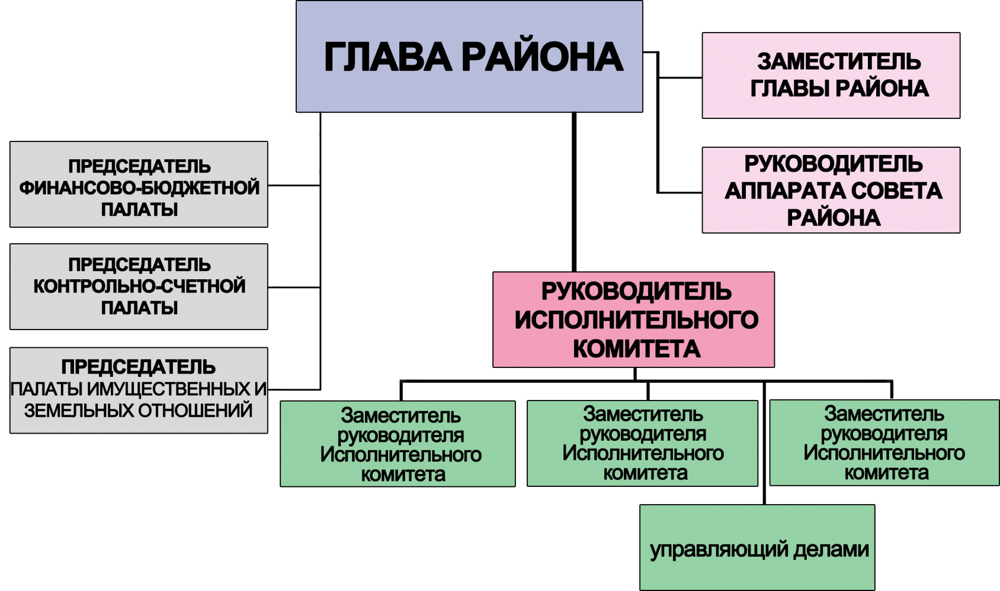 ГЛАВА РАЙОНА
ЗАМЕСТИТЕЛЬ
ГЛАВЫ РАЙОНА
РУКОВОДИТЕЛЬ
АППАРАТА СОВЕТА
РАЙОНА
ПРЕДСЕДАТЕЛЬ
ФИНАНСОВО-БЮДЖЕТНОЙ
ПАЛАТЫ
ПРЕДСЕДАТЕЛЬ
КОНТРОЛЬНО-СЧЕТНОЙ
ПАЛАТЫ
ПРЕДСЕДАТЕЛЬ
ПАЛАТЫ ИМУЩЕСТВЕННЫХ И
ЗЕМЕЛЬНЫХ ОТНОШЕНИЙ
РУКОВОДИТЕЛЬ
ИСПОЛНИТЕЛЬНОГО
КОМИТЕТА
Заместитель
руководителя
Исполнительного
комитета
Заместитель
руководителя
Исполнительного
комитета
Заместитель
руководителя
Исполнительного
комитета
управляющий делами